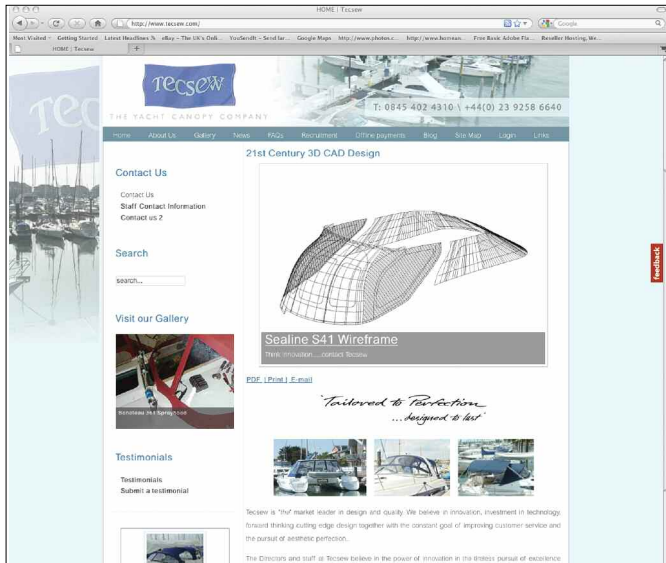 HOME | Tecsew
http://www.tecsew.com/
Google
Most Visited Getting Started Latest Headlines eBay – The UK's Onli... YouSendIt – Send lar... Google Maps http://www.photos.c... Free Basic Adobe Fla... Reseller Hosting, We...
HOME | Tecsew
Tecsew
THE YACHT CANOPY COMPANY
T: 0845 402 4310 \ +44(0) 23 9258 6640
Home About Us Gallery News FAQs Recruitment Offline payments Blog Site Map Login Links
21st Century 3D CAD Design
Contact Us
Contact Us
Staff Contact Information
Contact us 2
Search
search...
Visit our Gallery
Sprayhood
Testimonials
Testimonials
Submit a testimonial
feedback
Sealine S41 Wireframe
Think Innovation.....contact Tecsew
PDF | Print | E-mail
'Tailored to Perfection
...designed to last'
Tecsew is "the" market leader in design and quality. We believe in innovation, investment in technology,
forward thinking cutting edge design together with the constant goal of improving customer service and
the pursuit of aesthetic perfection.
The Directors and staff @ Tecsew believe in the power of innovation in the tireless pursuit of excellence